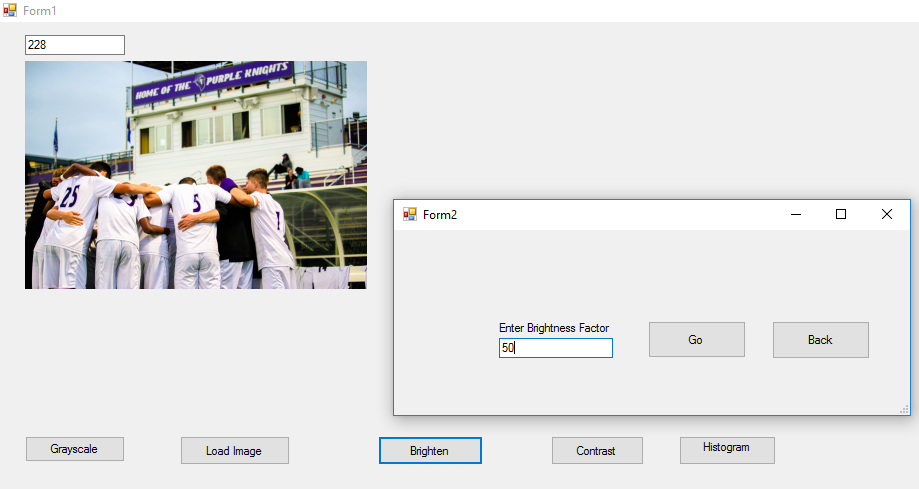 Form1
228
HOME OF THE PURPLE KNIGHTS
25
5
1
Form2
Enter Brightness Factor
50
Go
Back
Grayscale
Load Image
Brighten
Contrast
Histogram